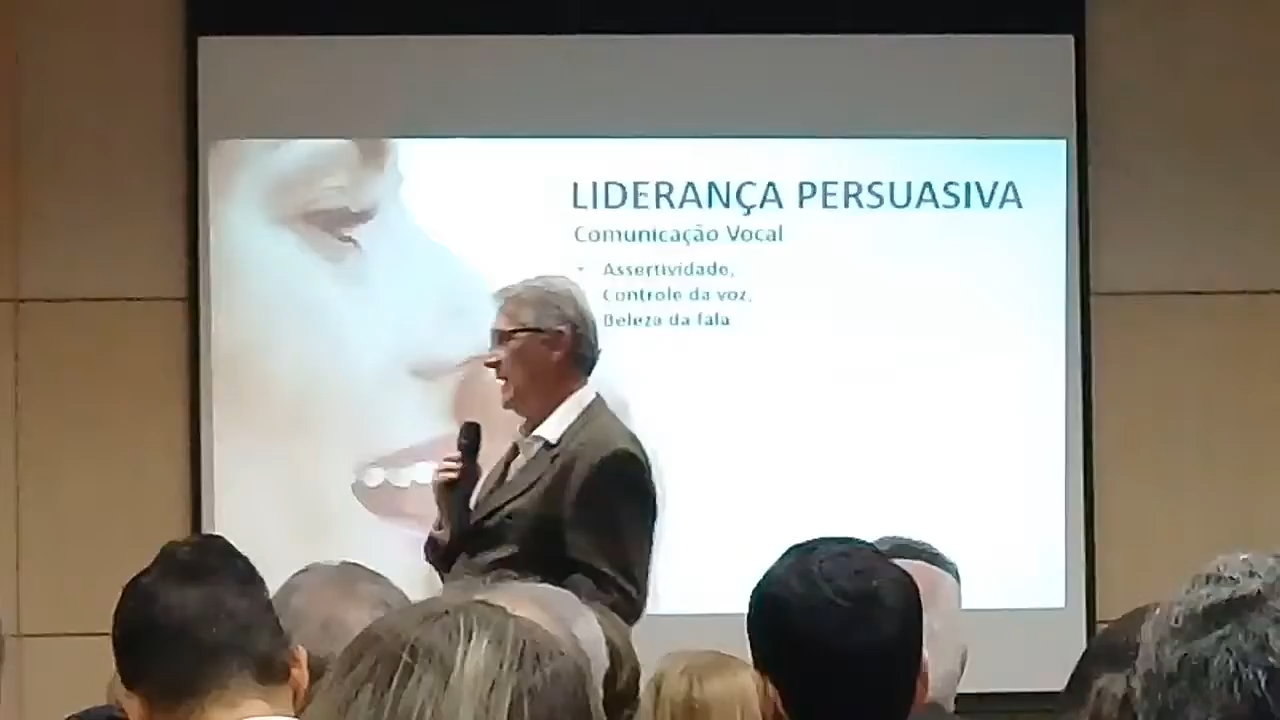 LIDERANÇA PERSUASIVA
Comunicação Vocal
• Assertividade,
Controle da voz,
Beleza da fala